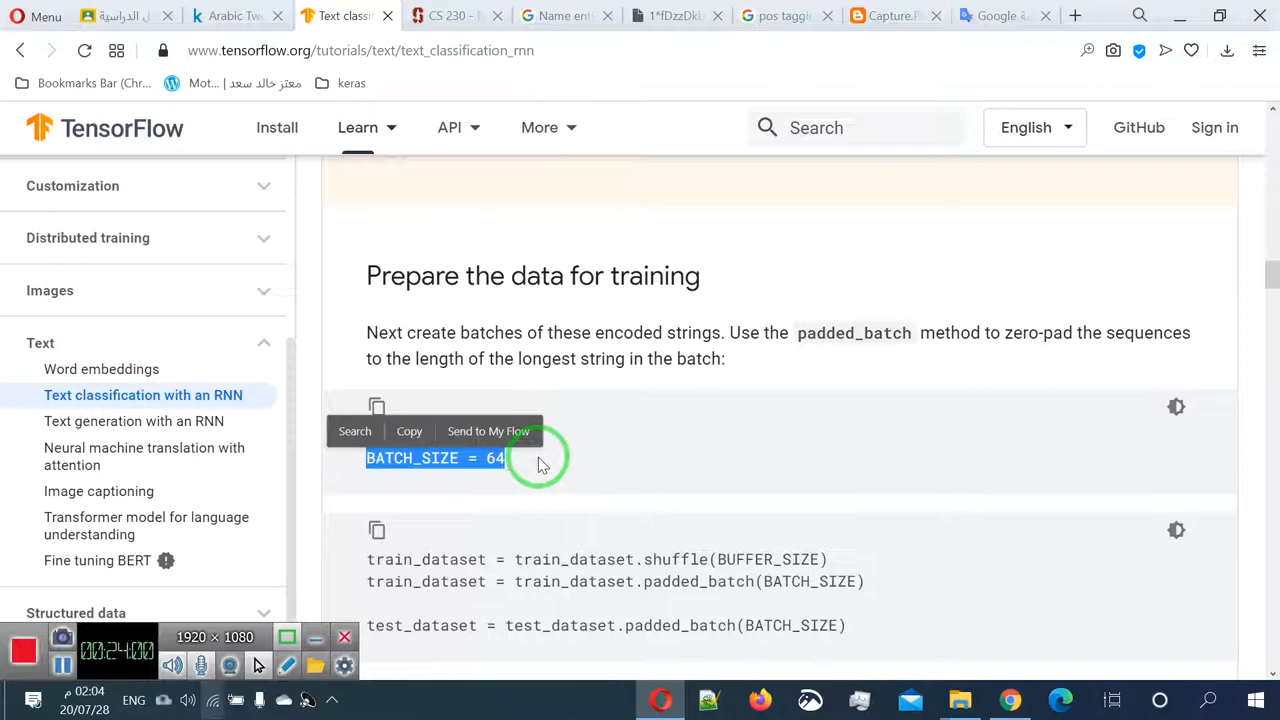 Menu
ل الدراسية
Arabic Tw
Text classi
CS 230 - R
Name enti
1*fDzzDkb
pos taggi
Capture.P
Google ة
www.tensorflow.org/tutorials/text/text_classification_rnn
Bookmarks Bar (Chr...
معتز خالد سعد | Mot...
keras
TensorFlow
Install
Learn
API
More
Search
English
GitHub
Sign in
Customization
Distributed training
Images
Text
Word embeddings
Text classification with an RNN
Text generation with an RNN
Neural machine translation with
attention
Image captioning
Transformer model for language
understanding
Fine tuning BERT
Structured data
Prepare the data for training
Next create batches of these encoded strings. Use the padded_batch method to zero-pad the sequences
to the length of the longest string in the batch:
Search
Copy
Send to My Flow
BATCH_SIZE = 64
train_dataset = train_dataset.shuffle(BUFFER_SIZE)
train_dataset = train_dataset.padded_batch(BATCH_SIZE)
test_dataset = test_dataset.padded_batch(BATCH_SIZE)
00:24:00
1920 × 1080
02:04 م
20/07/28
ENG